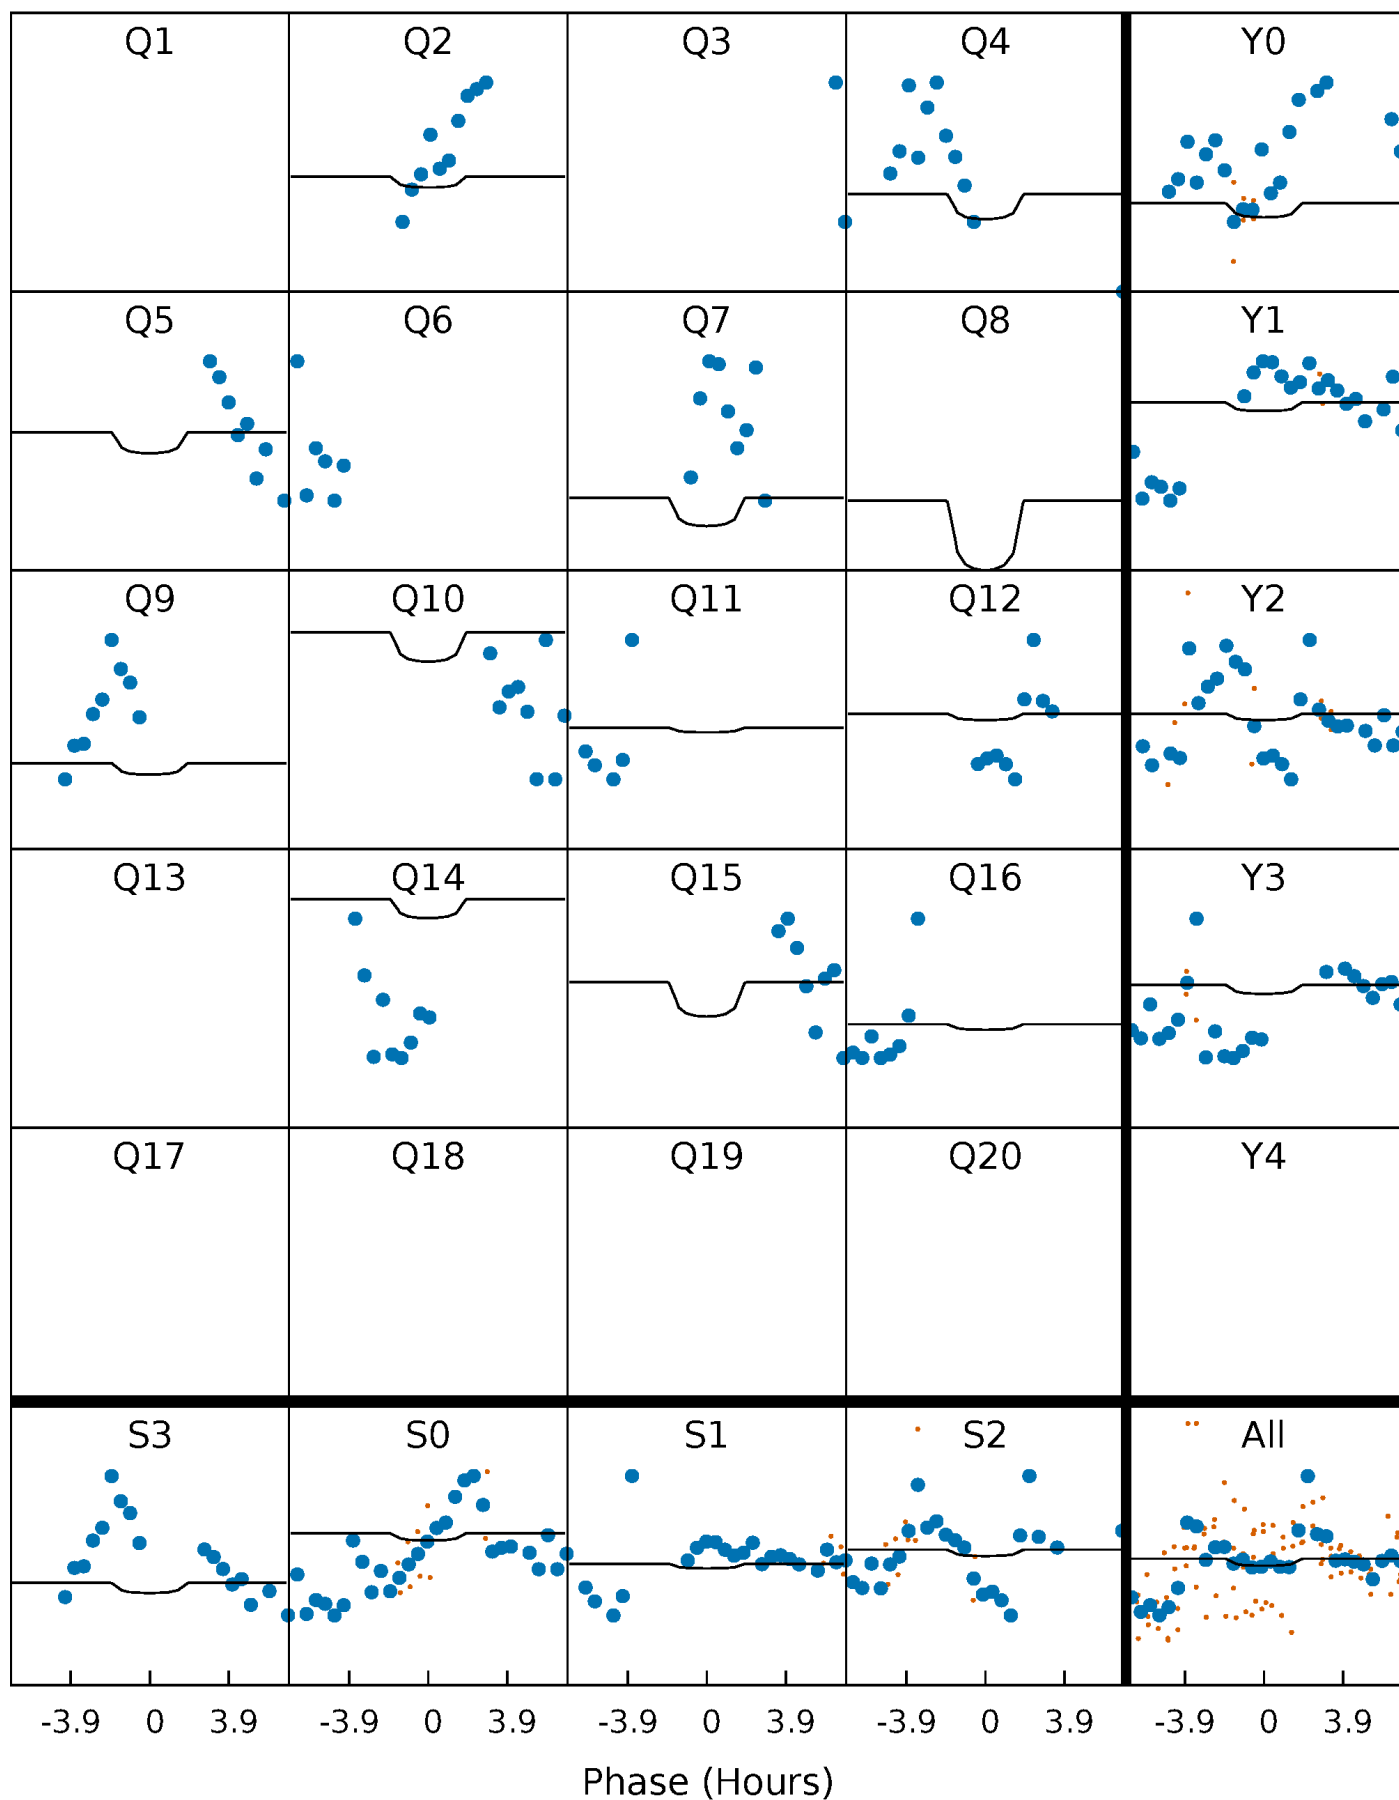 Q1 Q2 Q3 Q4 Y0
Q5 Q6 Q7 Q8 Y1
Q9 Q10 Q11 Q12 Y2
Q13 Q14 Q15 Q16 Y3
Q17 Q18 Q19 Q20 Y4
S3 S0 S1 S2 All
-3.9 0 3.9 -3.9 0 3.9 -3.9 0 3.9 -3.9 0 3.9 -3.9 0 3.9
Phase (Hours)